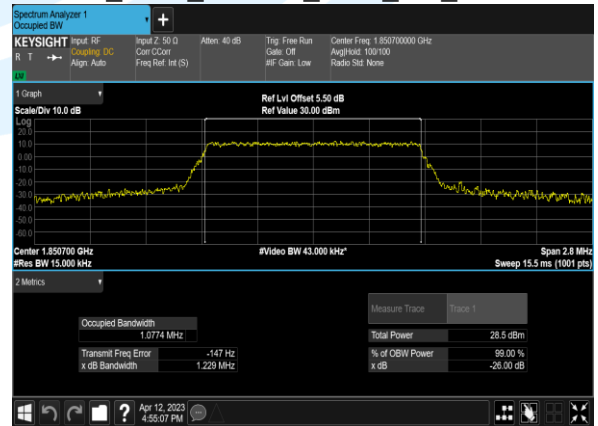 Spectrum Analyzer 1
Occupied BW
KEYSIGHT Input: RF Input Z: 50 Ω Atten: 40 dB Trig: Free Run Center Freq: 1.850700000 GHz
R T Coupling: DC Corr CCorr Gate: Off Avg|Hold: 100/100
Align: Auto Freq Ref: Int (S) #IF Gain: Low Radio Std: None
1 Graph
Ref Lvl Offset 5.50 dB
Scale/Div 10.0 dB Ref Value 30.00 dBm
Log
20.0
10.0
0.00
-10.0
-20.0
-30.0
-40.0
-50.0
-60.0
Center 1.850700 GHz #Video BW 43.000 kHz* Span 2.8 MHz
#Res BW 15.000 kHz Sweep 15.5 ms (1001 pts)
2 Metrics
Measure Trace Trace 1
Occupied Bandwidth
1.0774 MHz Total Power 28.5 dBm
Transmit Freq Error -147 Hz % of OBW Power 99.00 %
x dB Bandwidth 1.229 MHz x dB -26.00 dB
? Apr 12, 2023
4:55:07 PM